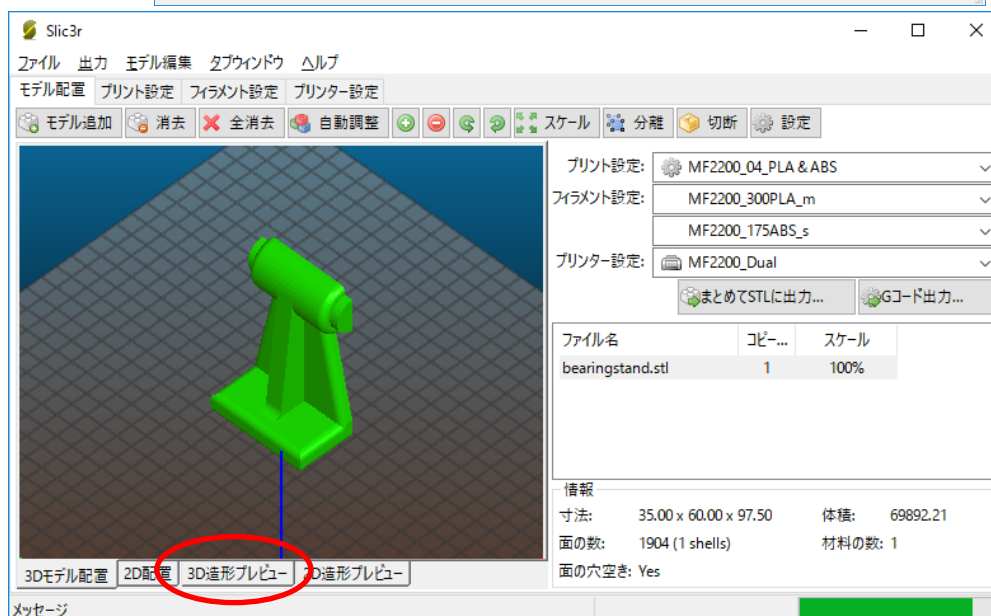 Slic3r
ファイル 出力 モデル編集 タブウィンドウ ヘルプ
モデル配置 プリント設定 フィラメント設定 プリンター設定
モデル追加 消去 全消去 自動調整 スケール 分離 切断 設定
プリント設定: MF2200_04_PLA & ABS
フィラメント設定: MF2200_300PLA_m
MF2200_175ABS_s
プリンター設定: MF2200_Dual
まとめてSTLに出力... Gコード出力...
ファイル名 コピー... スケール
bearingstand.stl 1 100%
情報
寸法: 35.00 x 60.00 x 97.50 体積: 69892.21
面の数: 1904 (1 shells) 材料の数: 1
面の穴空き: Yes
3Dモデル配置 2D配置 3D造形プレビュー 2D造形プレビュー
メッセージ